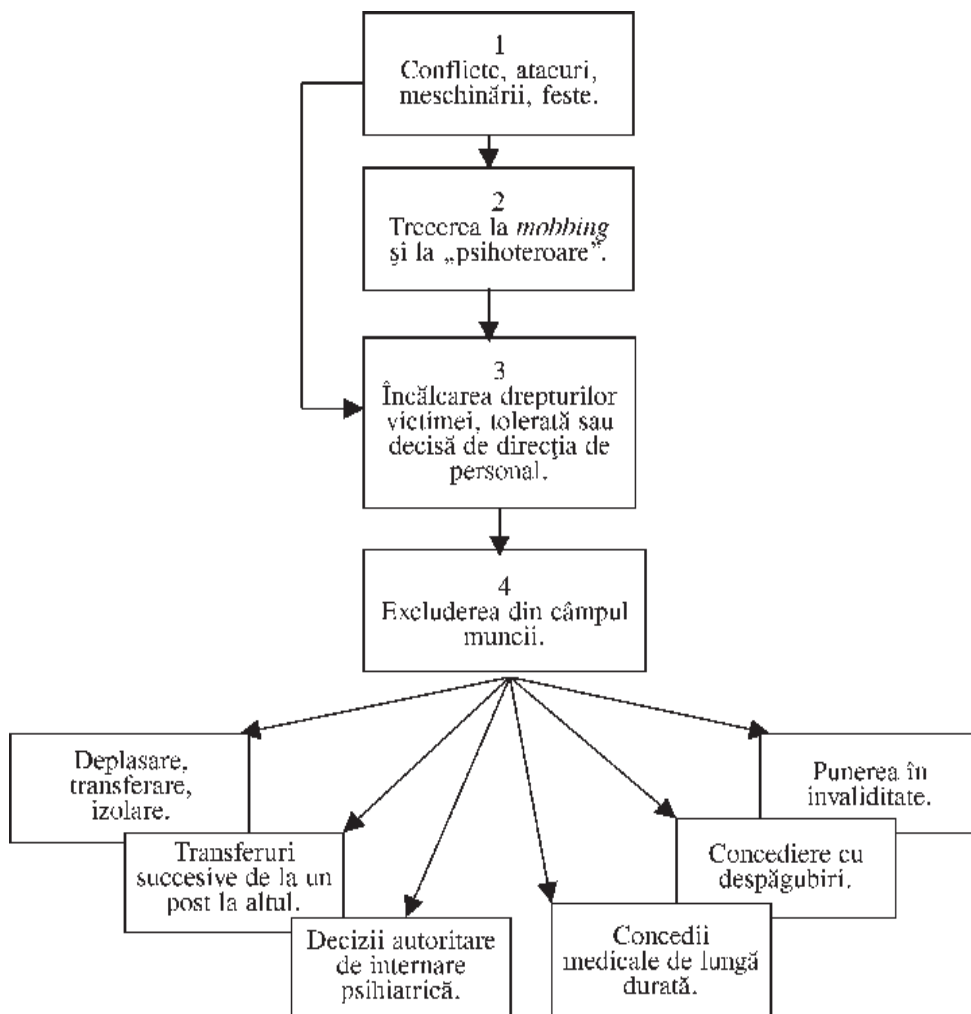 1
Conflicte, atacuri,
meschinării, feste.
2
Trecerea la mobbing
şi la „psihoteroare”.
3
Încălcarea drepturilor
victimei, tolerată sau
decisă de direcţia de
personal.
4
Excluderea din câmpul
muncii.
Deplasare,
transferare,
izolare.
Transferuri
succesive de la un
post la altul.
Decizii autoritare
de internare
psihiatrică.
Concedii
medicale de lungă
durată.
Concediere cu
despăgubiri.
Punerea în
invaliditate.